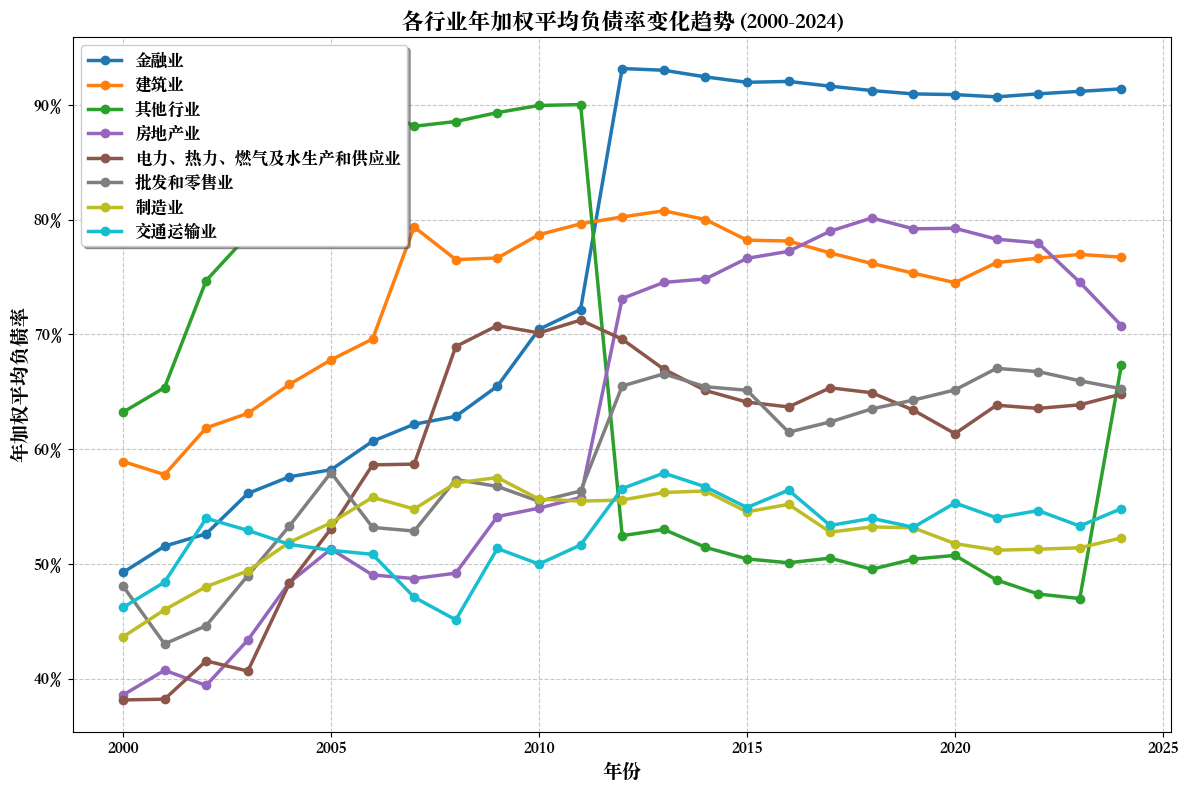 各行业年加权平均负债率变化趋势 (2000-2024)
金融业
建筑业
其他行业
房地产业
电力、热力、燃气及水生产和供应业
批发和零售业
制造业
交通运输业
90%
80%
70%
60%
50%
40%
年加权平均负债率
2000
2005
2010
2015
2020
2025
年份